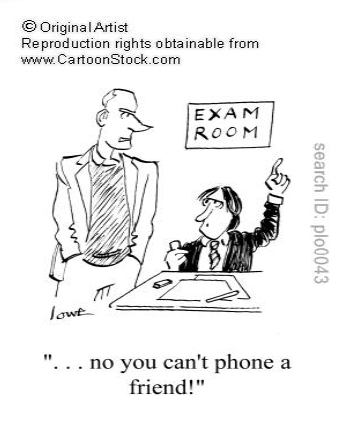 © Original Artist
Reproduction rights obtainable from
www.CartoonStock.com
EXAM
ROOM
search ID: plo0043
Lowe
". . . no you can't phone a
friend!"